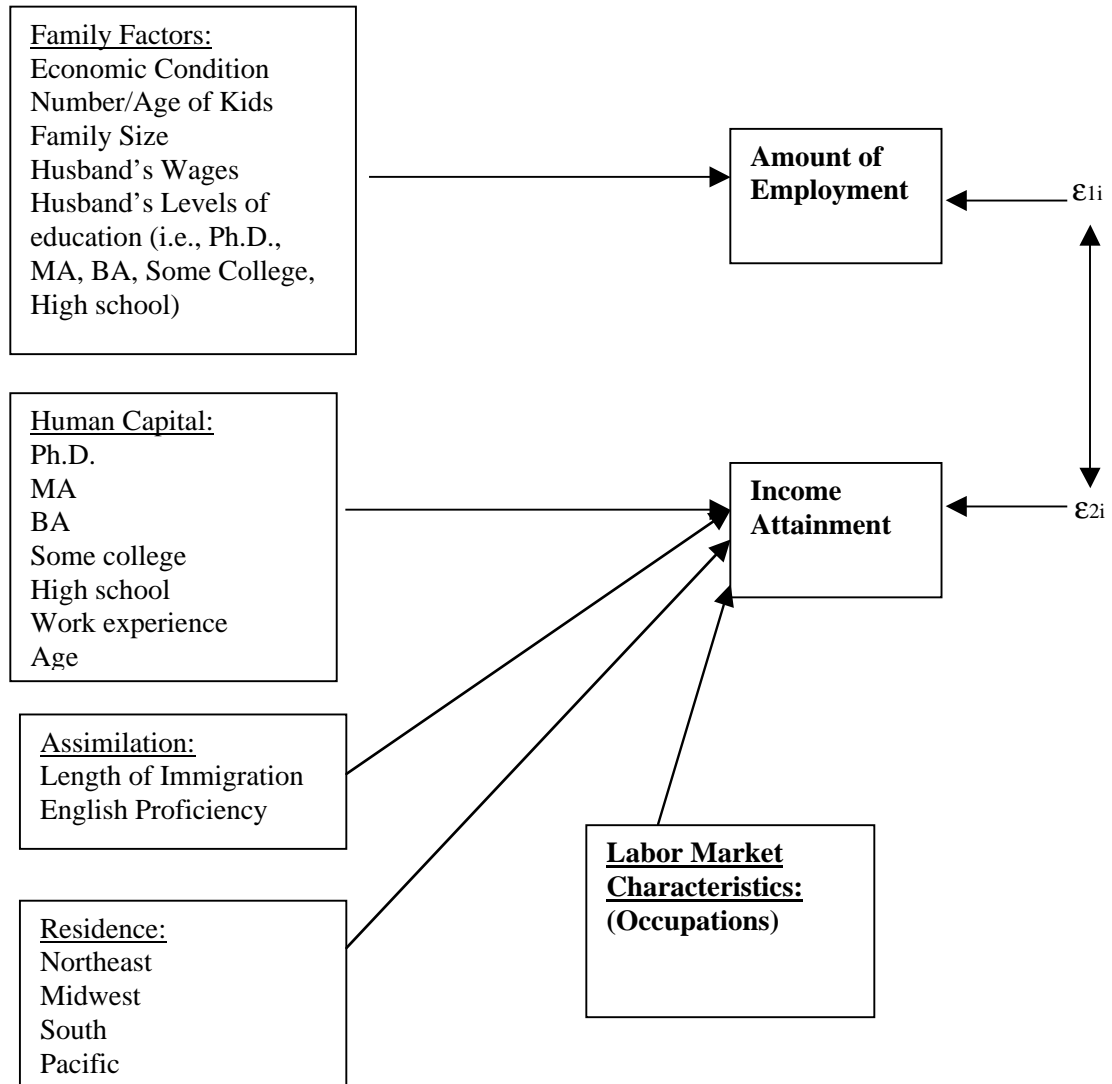 Family Factors:
Economic Condition
Number/Age of Kids
Family Size
Husband’s Wages
Husband’s Levels of
education (i.e., Ph.D.,
MA, BA, Some College,
High school)
Amount of
Employment
ε1i
Human Capital:
Ph.D.
MA
BA
Some college
High school
Work experience
Age
Income
Attainment
ε2i
Assimilation:
Length of Immigration
English Proficiency
Labor Market
Characteristics:
(Occupations)
Residence:
Northeast
Midwest
South
Pacific